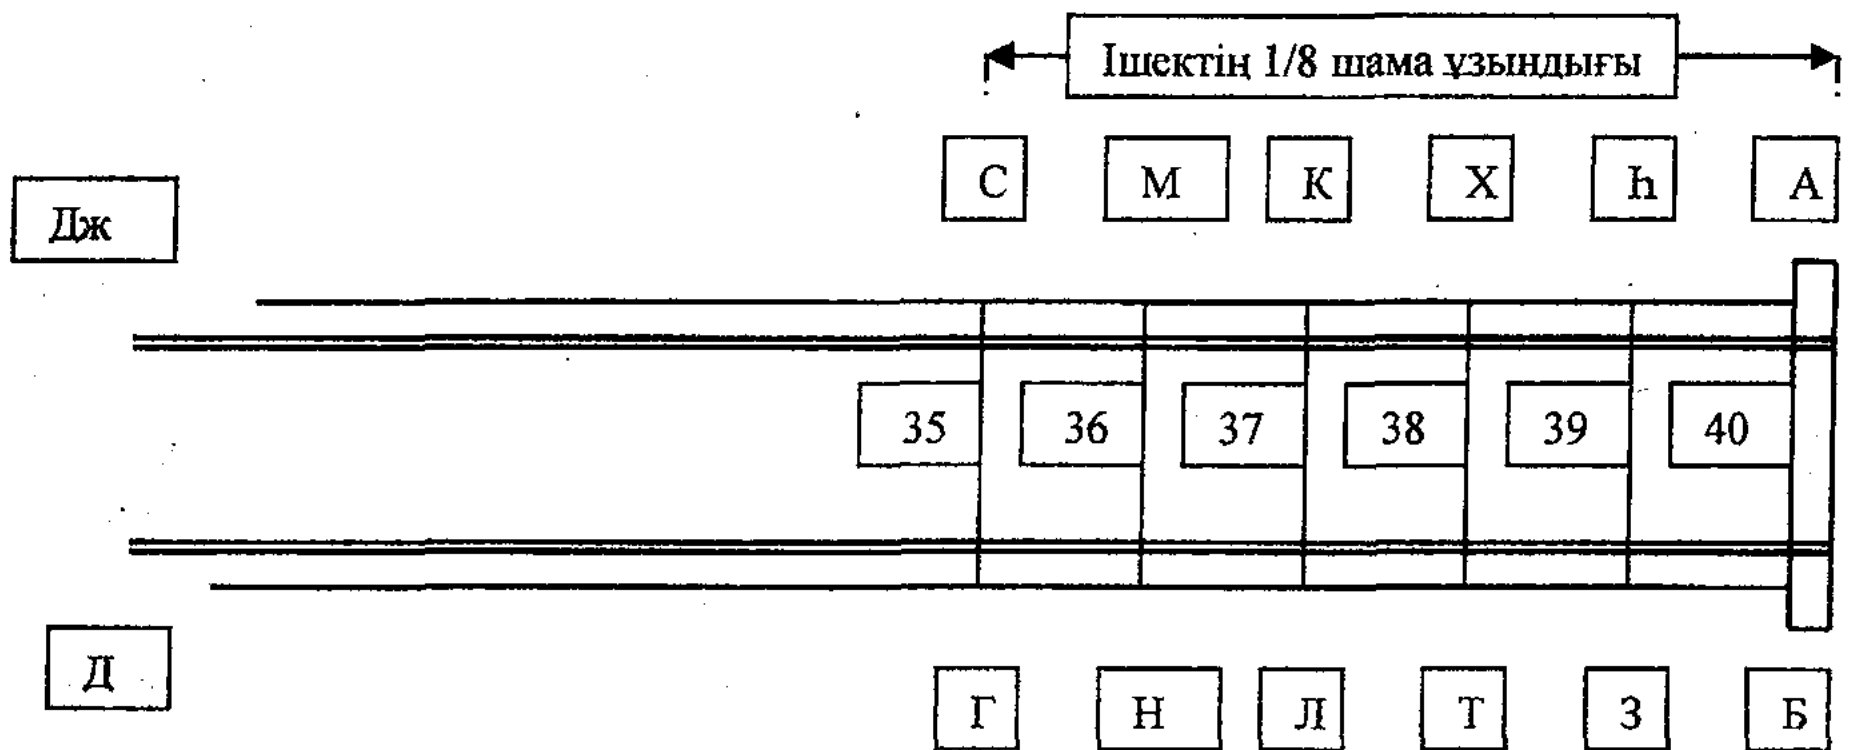 Ішектің 1/8 шама ұзындығы
С М К Х һ А
Дж
35 36 37 38 39 40
Д
Г Н Л Т З Б